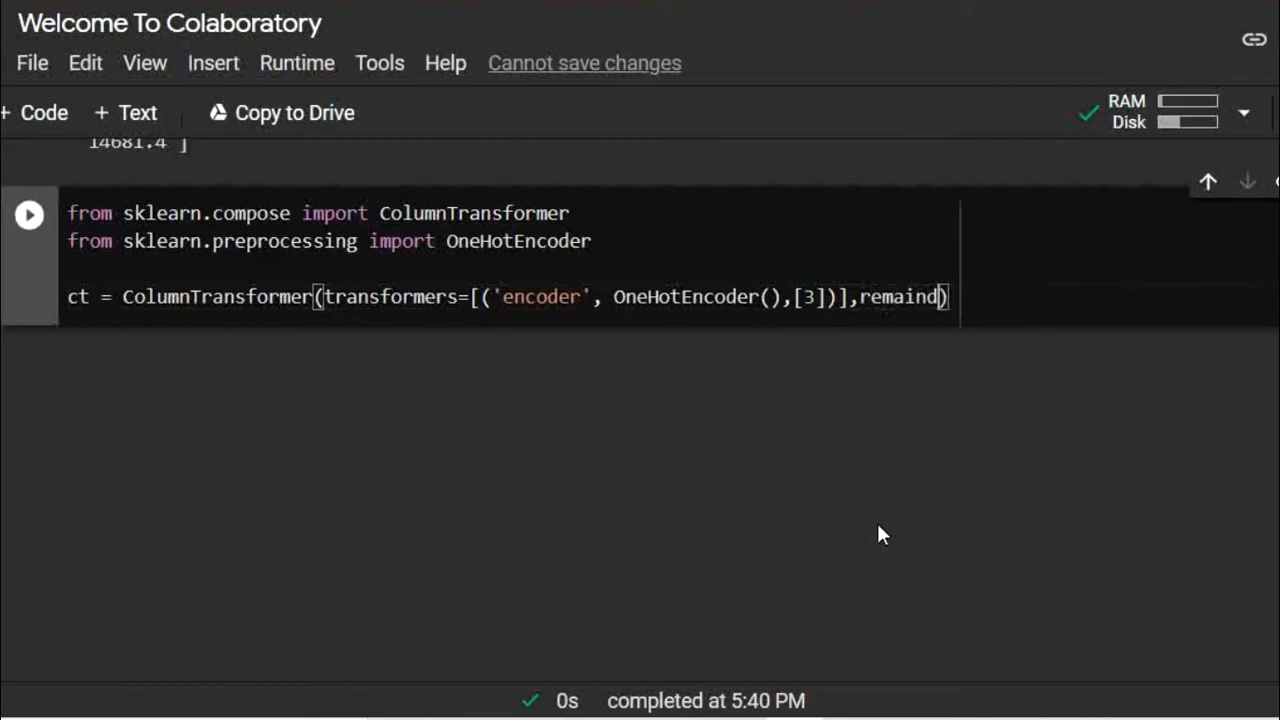 Welcome To Colaboratory
File Edit View Insert Runtime Tools Help Cannot save changes
+ Code + Text Copy to Drive RAM Disk
14681.4 ]
from sklearn.compose import ColumnTransformer
from sklearn.preprocessing import OneHotEncoder
ct = ColumnTransformer(transformers=[('encoder', OneHotEncoder(),[3])],remaind)
0s completed at 5:40 PM